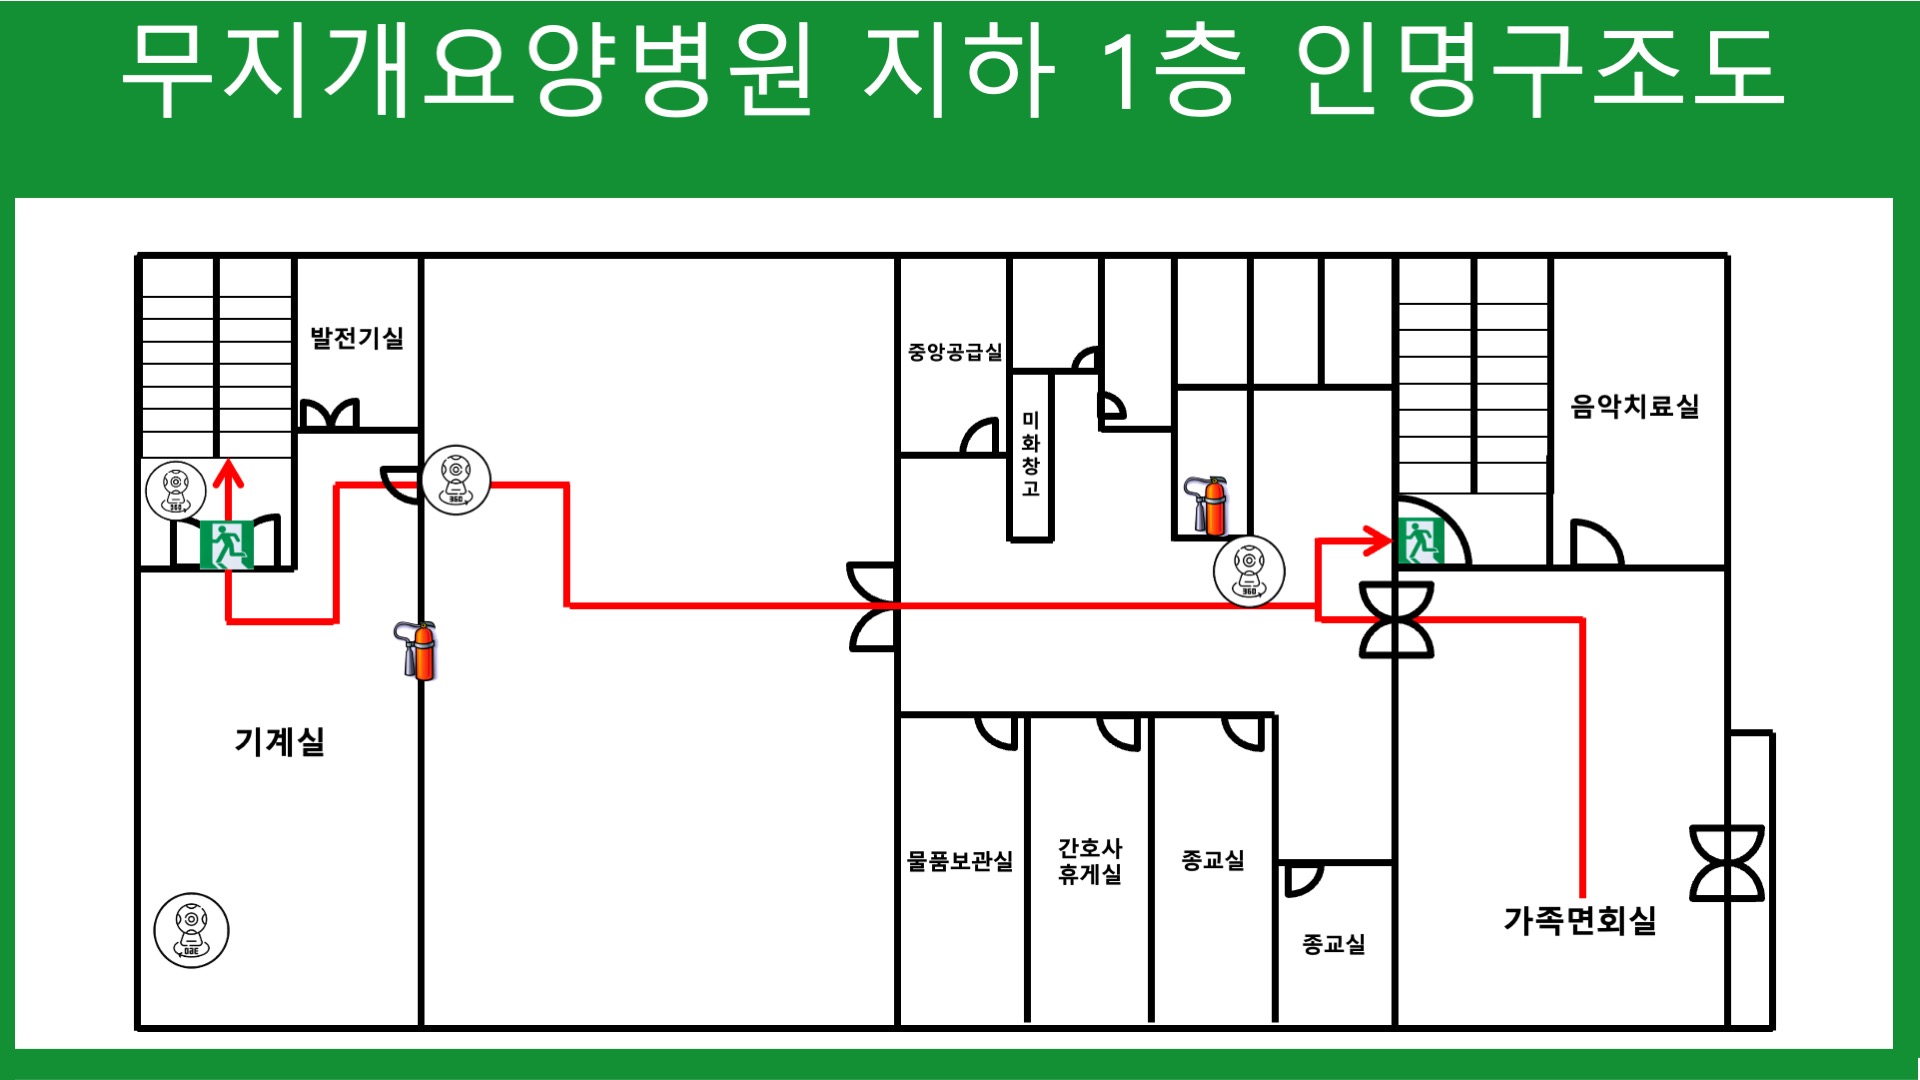 무지개요양병원 지하 1층 인명구조도
발전기실
중앙공급실
미
화
창
고
음악치료실
360
360
360
기계실
물품보관실
간호사
휴게실
종교실
종교실
가족면회실